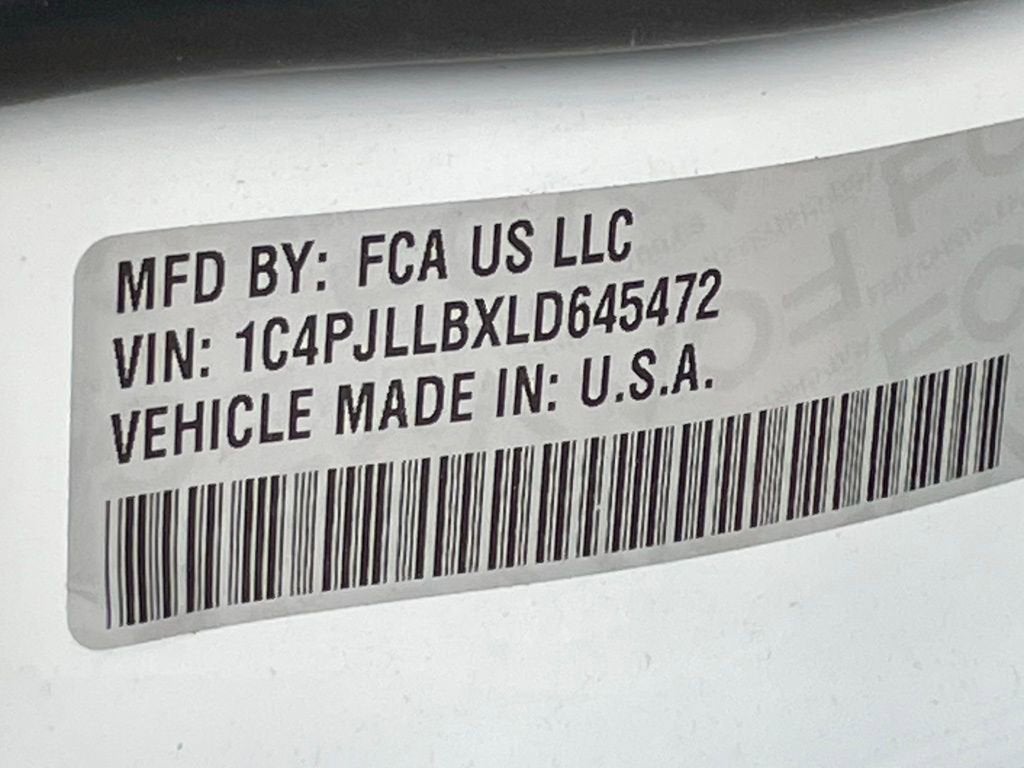 MFD BY: FCA US LLC
VIN: 1C4PJLLBXLD645472
VEHICLE MADE IN: U.S.A.